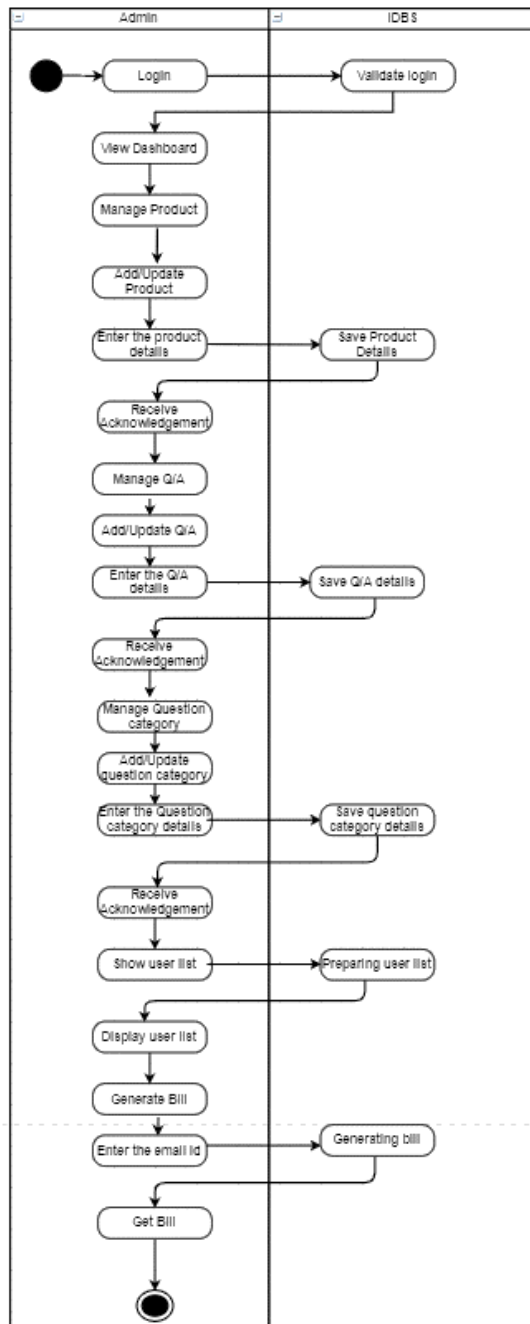 Admin
IDBS
Login
Validate login
View Dashboard
Manage Product
Add/Update
Product
Enter the product
details
Save Product
Details
Receive
Acknowledgement
Manage Q/A
Add/Update Q/A
Enter the Q/A
details
Save Q/A details
Receive
Acknowledgement
Manage Question
category
Add/Update
question category
Enter the Question
category details
Save question
category details
Receive
Acknowledgement
Show user list
Preparing user list
Display user list
Generate Bill
Enter the email id
Generating bill
Get Bill